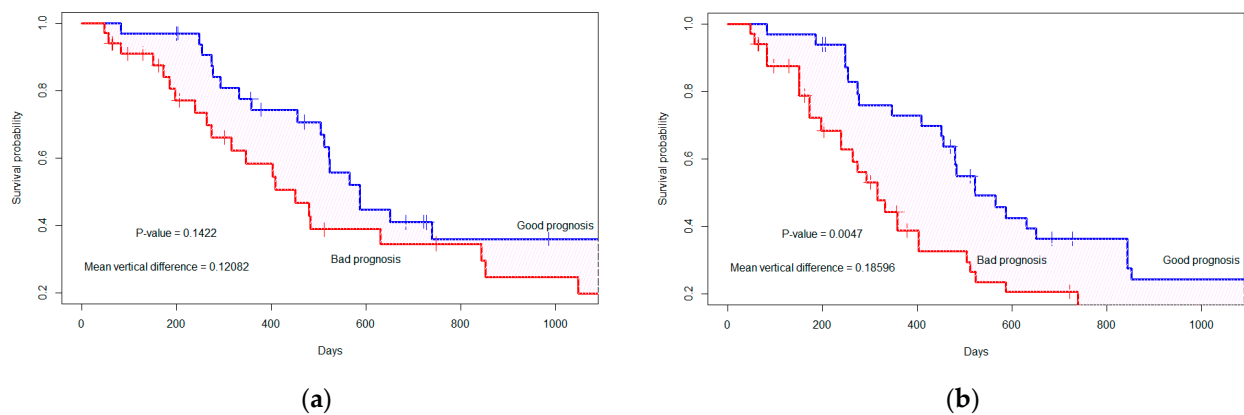 1.0
0.8
0.6
0.4
0.2
Survival probability
P-value = 0.1422
Mean vertical difference = 0.12082
Good prognosis
Bad prognosis
0 200 400 600 800 1000
Days
(a)
1.0
0.8
0.6
0.4
0.2
Survival probability
P-value = 0.0047
Mean vertical difference = 0.18596
Bad prognosis
Good prognosis
0 200 400 600 800 1000
Days
(b)